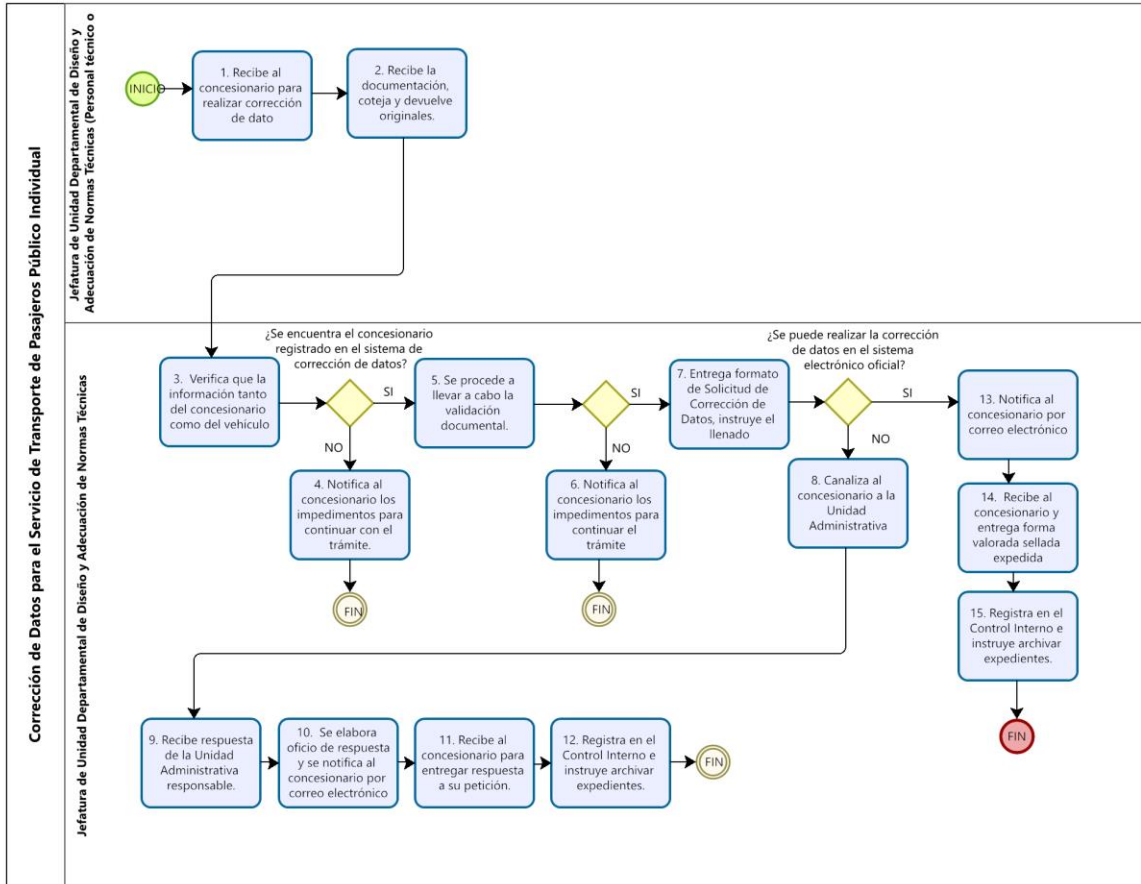 Corrección de Datos para el Servicio de Transporte de Pasajeros Público Individual
Jefatura de Unidad Departamental de Diseño y
Adecuación de Normas Técnicas (Personal técnico o
INICIO
1. Recibe al
concesionario para
realizar corrección
de dato
2. Recibe la
documentación,
coteja y devuelve
originales.
Jefatura de Unidad Departamental de Diseño y Adecuación de Normas Técnicas
3. Verifica que la
información tanto
del concesionario
como del vehículo
¿Se encuentra el concesionario
registrado en el sistema de
corrección de datos?
SI
NO
4. Notifica al
concesionario los
impedimentos para
continuar con el
trámite.
FIN
5. Se procede a
llevar a cabo la
validación
documental.
SI
NO
6. Notifica al
concesionario los
impedimentos para
continuar el
trámite
FIN
7. Entrega formato
de Solicitud de
Corrección de
Datos, instruye el
llenado
¿Se puede realizar la corrección
de datos en el sistema
electrónico oficial?
SI
NO
8. Canaliza al
concesionario a la
Unidad
Administrativa
13. Notifica al
concesionario por
correo electrónico
14. Recibe al
concesionario y
entrega forma
valorada sellada
expedida
15. Registra en el
Control Interno e
instruye archivar
expedientes.
FIN
9. Recibe respuesta
de la Unidad
Administrativa
responsable.
10. Se elabora
oficio de respuesta
y se notifica al
concesionario por
correo electrónico
11. Recibe al
concesionario para
entregar respuesta
a su petición.
12. Registra en el
Control Interno e
instruye archivar
expedientes.
FIN